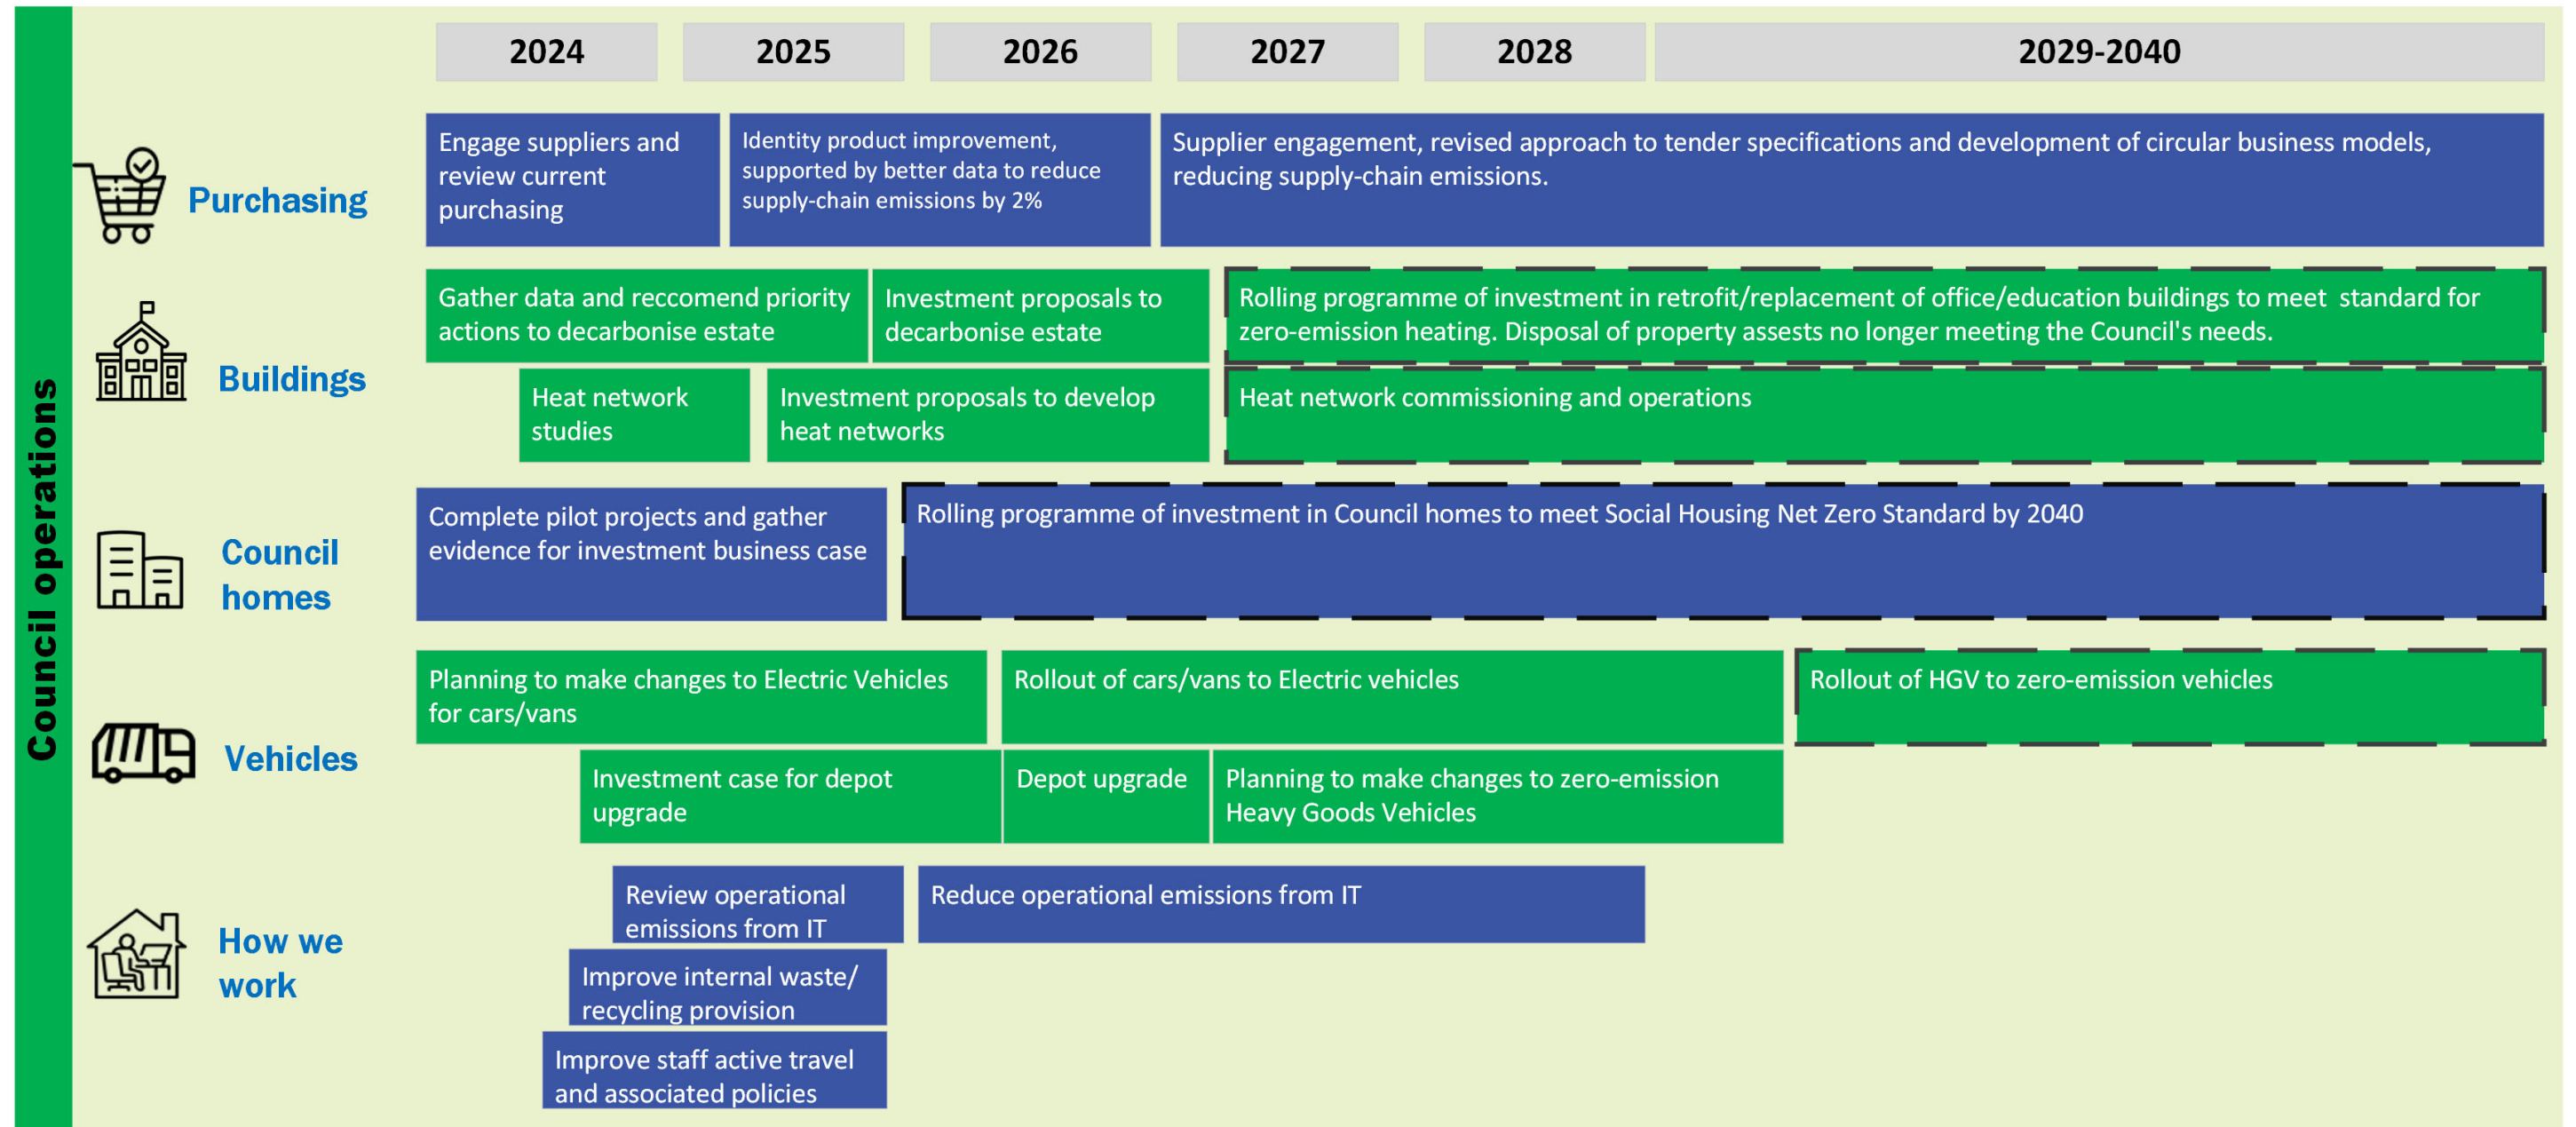 2024 2025 2026 2027 2028 2029-2040
Council operations
Purchasing
Engage suppliers and
review current
purchasing
Identity product improvement,
supported by better data to reduce
supply-chain emissions by 2%
Supplier engagement, revised approach to tender specifications and development of circular business models,
reducing supply-chain emissions.
Buildings
Gather data and reccomend priority
actions to decarbonise estate
Investment proposals to
decarbonise estate
Rolling programme of investment in retrofit/replacement of office/education buildings to meet standard for
zero-emission heating. Disposal of property assests no longer meeting the Council's needs.
Heat network
studies
Investment proposals to develop
heat networks
Heat network commissioning and operations
Council
homes
Complete pilot projects and gather
evidence for investment business case
Rolling programme of investment in Council homes to meet Social Housing Net Zero Standard by 2040
Vehicles
Planning to make changes to Electric Vehicles
for cars/vans
Rollout of cars/vans to Electric vehicles
Rollout of HGV to zero-emission vehicles
Investment case for depot
upgrade
Depot upgrade
Planning to make changes to zero-emission
Heavy Goods Vehicles
How we
work
Review operational
emissions from IT
Reduce operational emissions from IT
Improve internal waste/
recycling provision
Improve staff active travel
and associated policies